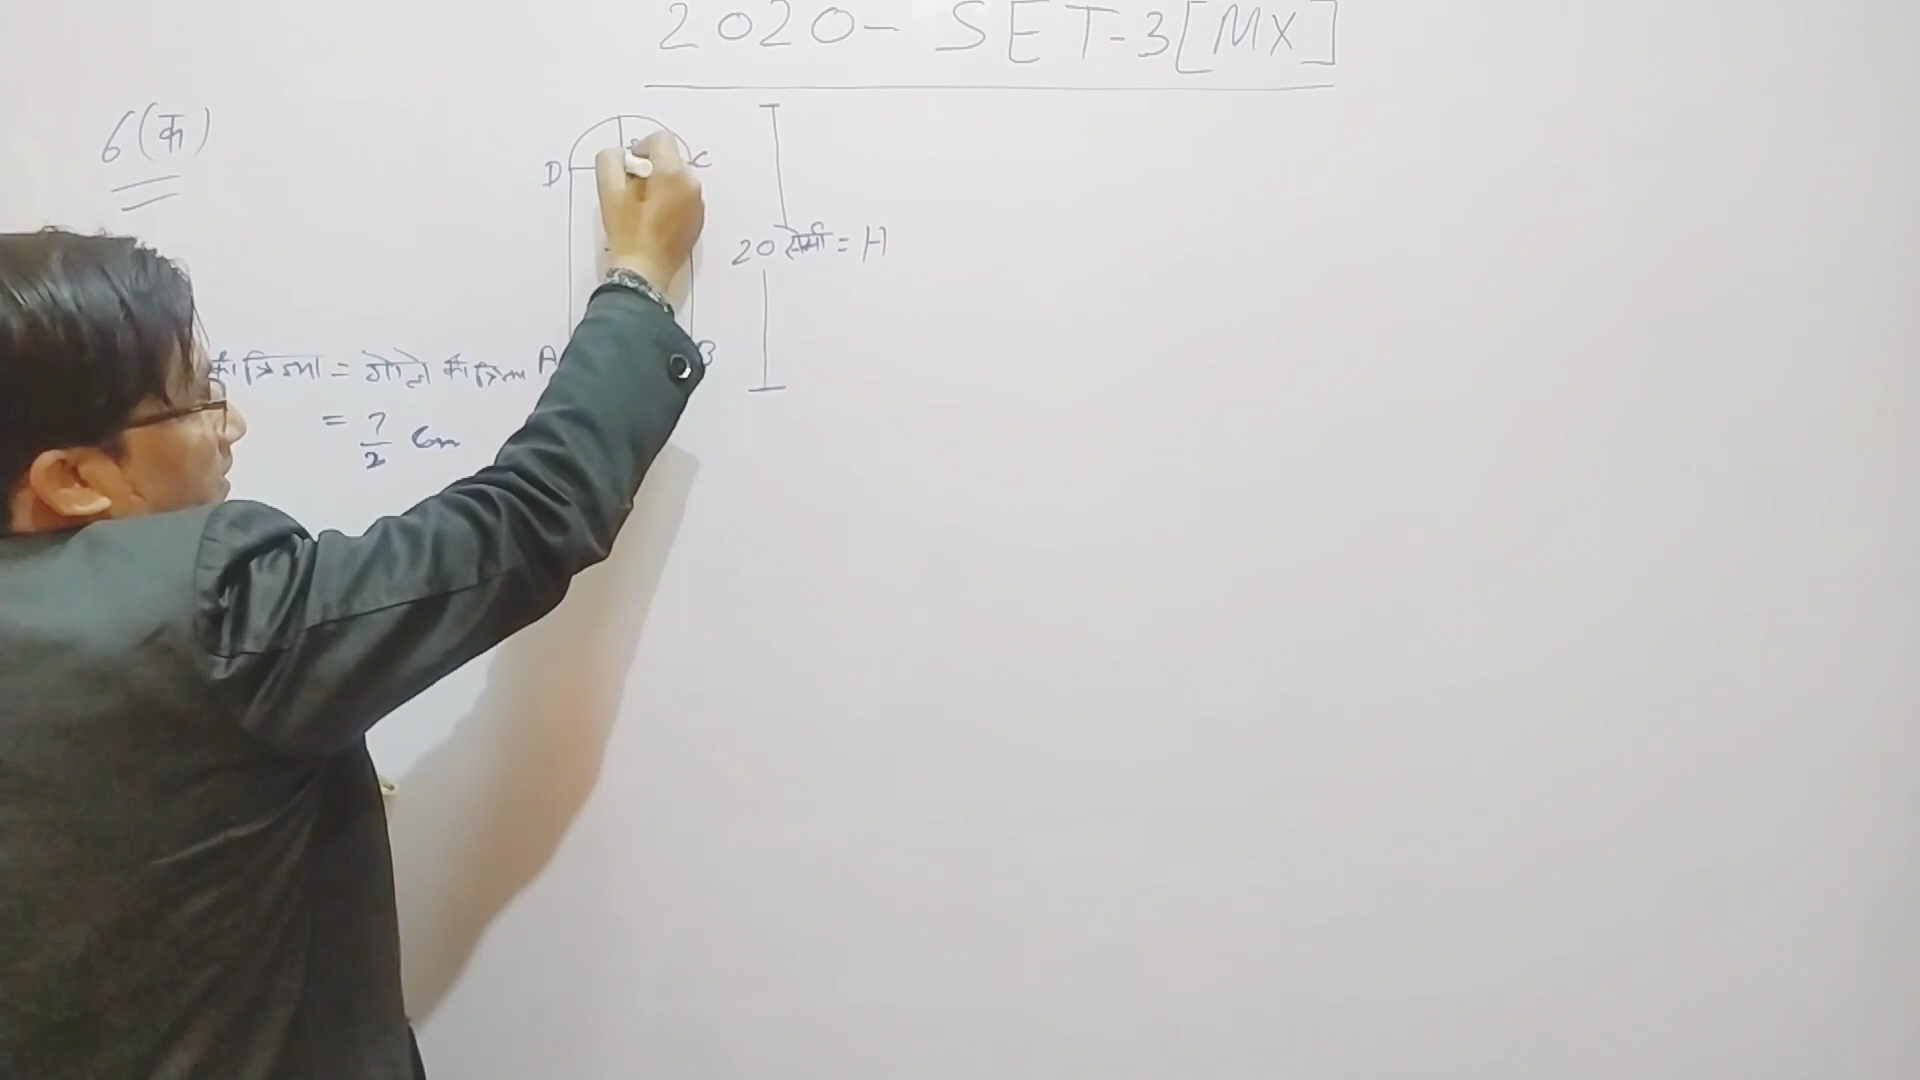 2020- SET-3[MX]
6(क)
D
C
20 सेमी = H
का त्रिज्या = गोले का त्रिज्या A
B
= 7/2 Cm